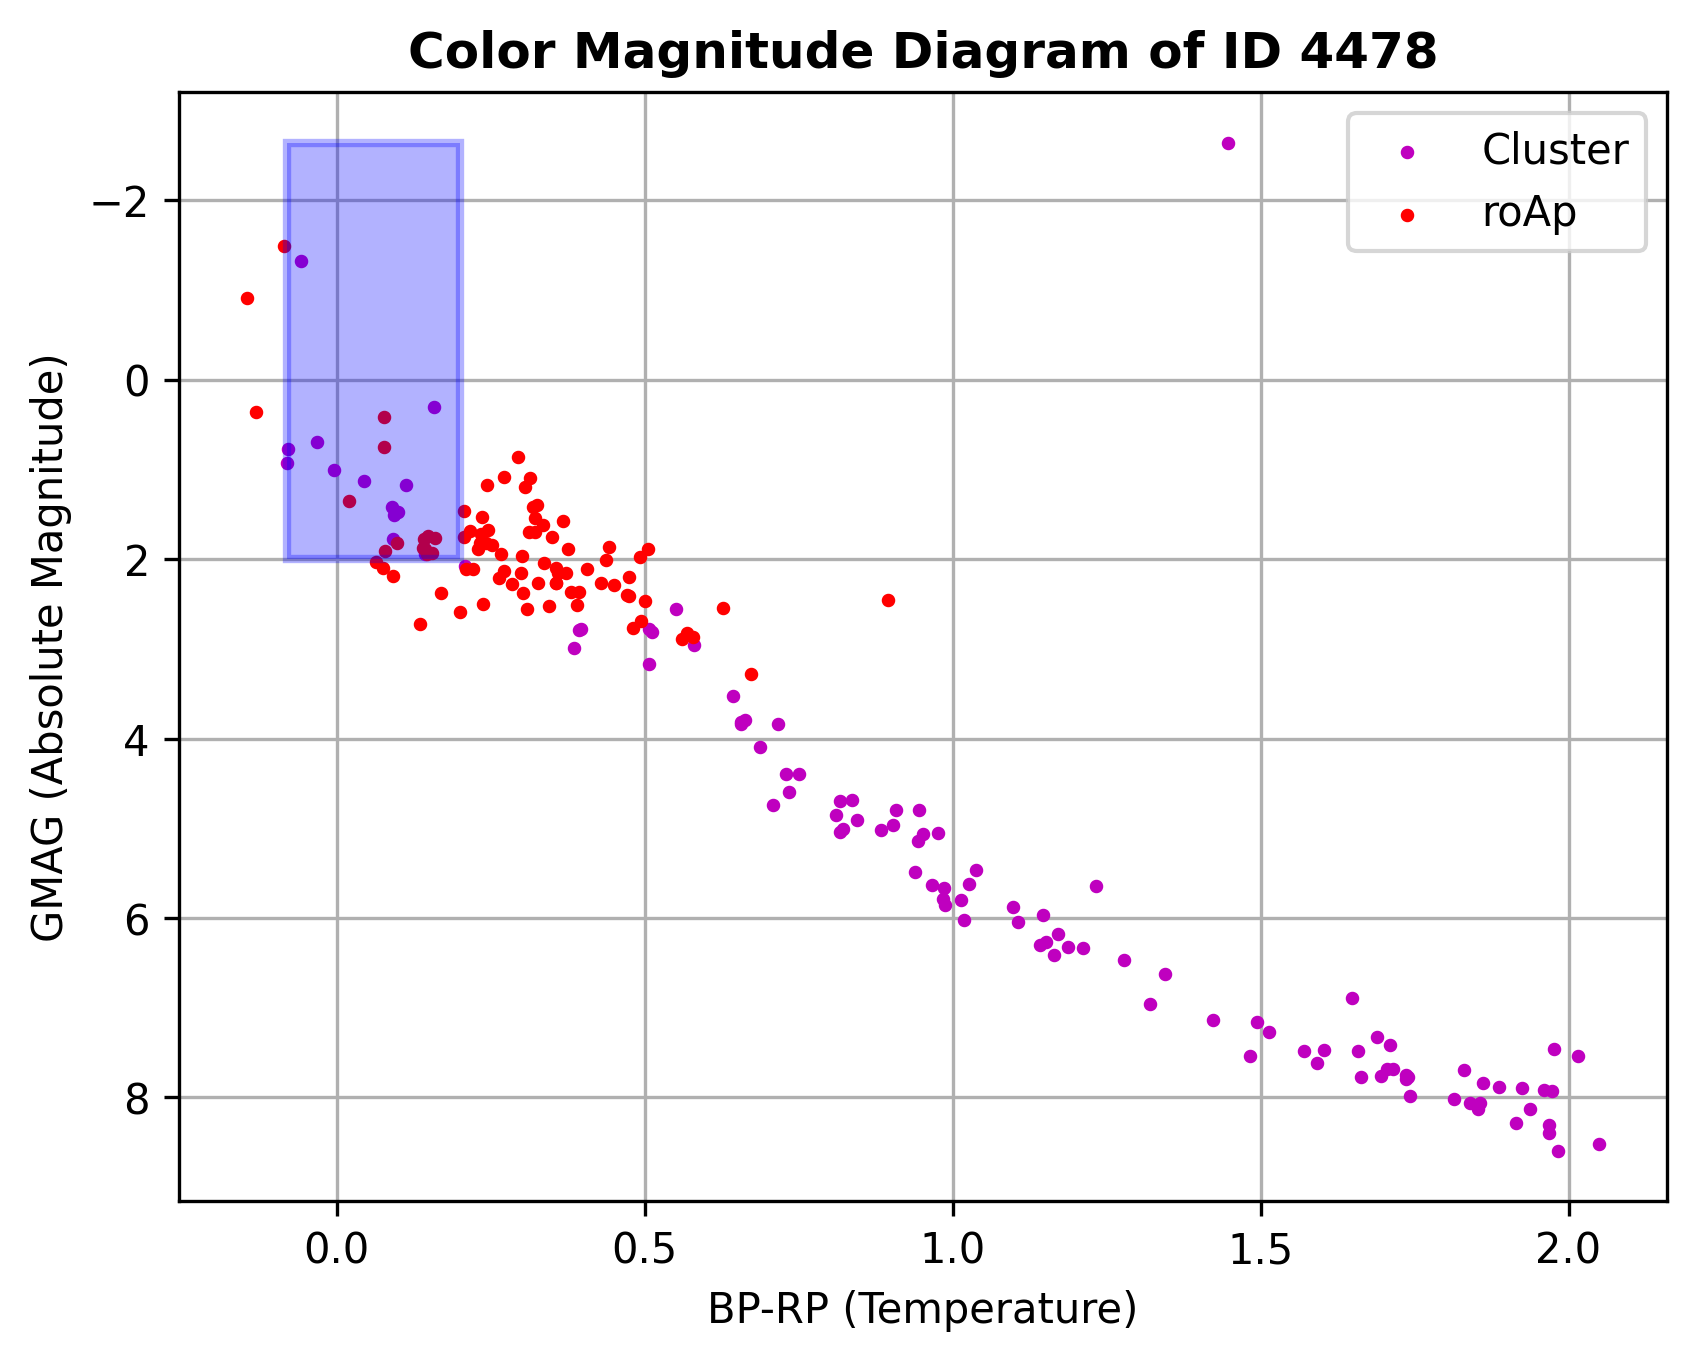 Color Magnitude Diagram of ID 4478
Cluster
roAp
−2
0
2
4
6
8
GMAG (Absolute Magnitude)
0.0 0.5 1.0 1.5 2.0
BP-RP (Temperature)